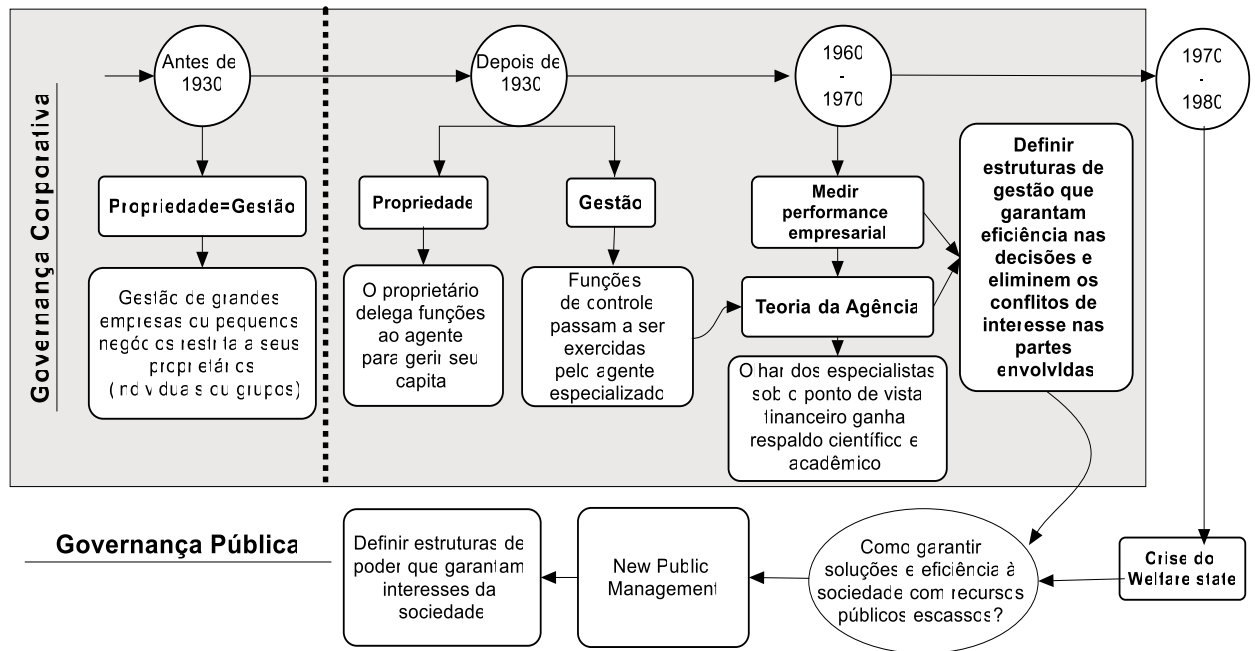 Governança Corporativa
Antes de
1930
Depois de
1930
1960
-
1970
1970
-
1980
Propriedade=Gestão
Gestão de grandes
empresas ou pequenos
negócios restrita a seus
proprietários
(individuais ou grupos)
Propriedade
O proprietário
delega funções
ao agente
para gerir seu
capita
Gestão
Funções
de controle
passam a ser
exercidas
pelo agente
especializado
Medir
performance
empresarial
Teoria da Agência
Olhar dos especialistas
sob o ponto de vista
financeiro ganha
respaldo científico e
acadêmico
Definir
estruturas de
gestão que
garantam
eficiência nas
decisões e
eliminem os
conflitos de
interesse nas
partes
envolvidas
Governança Pública
Definir estruturas de
poder que garantam
interesses da
sociedade
New Public
Management
Como garantir
soluções e eficiência à
sociedade com recursos
públicos escassos?
Crise do
Welfare state